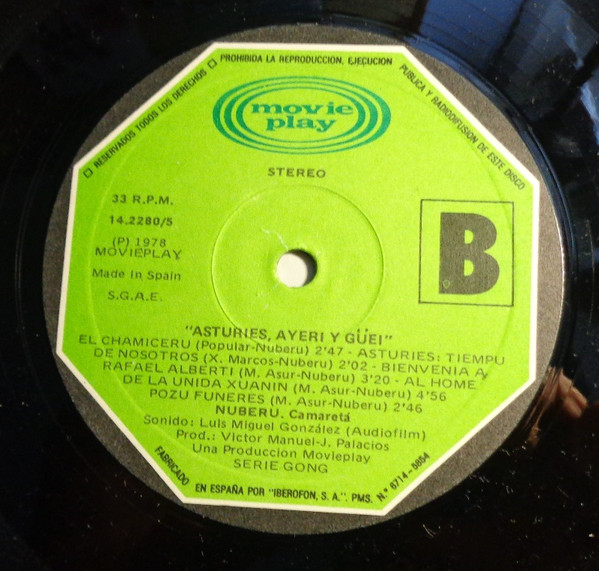 □ RESERVADOS TODOS LOS DERECHOS □ PROHIBIDA LA REPRODUCCION, EJECUCION PUBLICA Y RADIODIFUSION DE ESTE DISCO
movie
play
STEREO
33 R.P.M.
14.2280/5
(P) 1978
MOVIEPLAY
Made in Spain
S.G.A.E.
B
"ASTURIES, AYERI Y GÜEI"
EL CHAMICERU (Popular-Nuberu) 2'47 - ASTURIES: TIEMPU
DE NOSOTROS (X. Marcos-Nuberu) 2'02 - BIENVENIA A
RAFAEL ALBERTI (M. Asur-Nuberu) 3'20 - AL HOME
DE LA UNIDA XUANIN (M. Asur-Nuberu) 4'56
POZU FUNERES (M. Asur-Nuberu) 2'46
NUBERU. Camaretá
Sonido: Luis Miguel González (Audiofilm)
Prod.: Victor Manuel-J. Palacios
Una Producción Movieplay
SERIE GONG
FABRICADO EN ESPAÑA POR "IBEROFON, S. A.". PMS. N.º 6714-5854